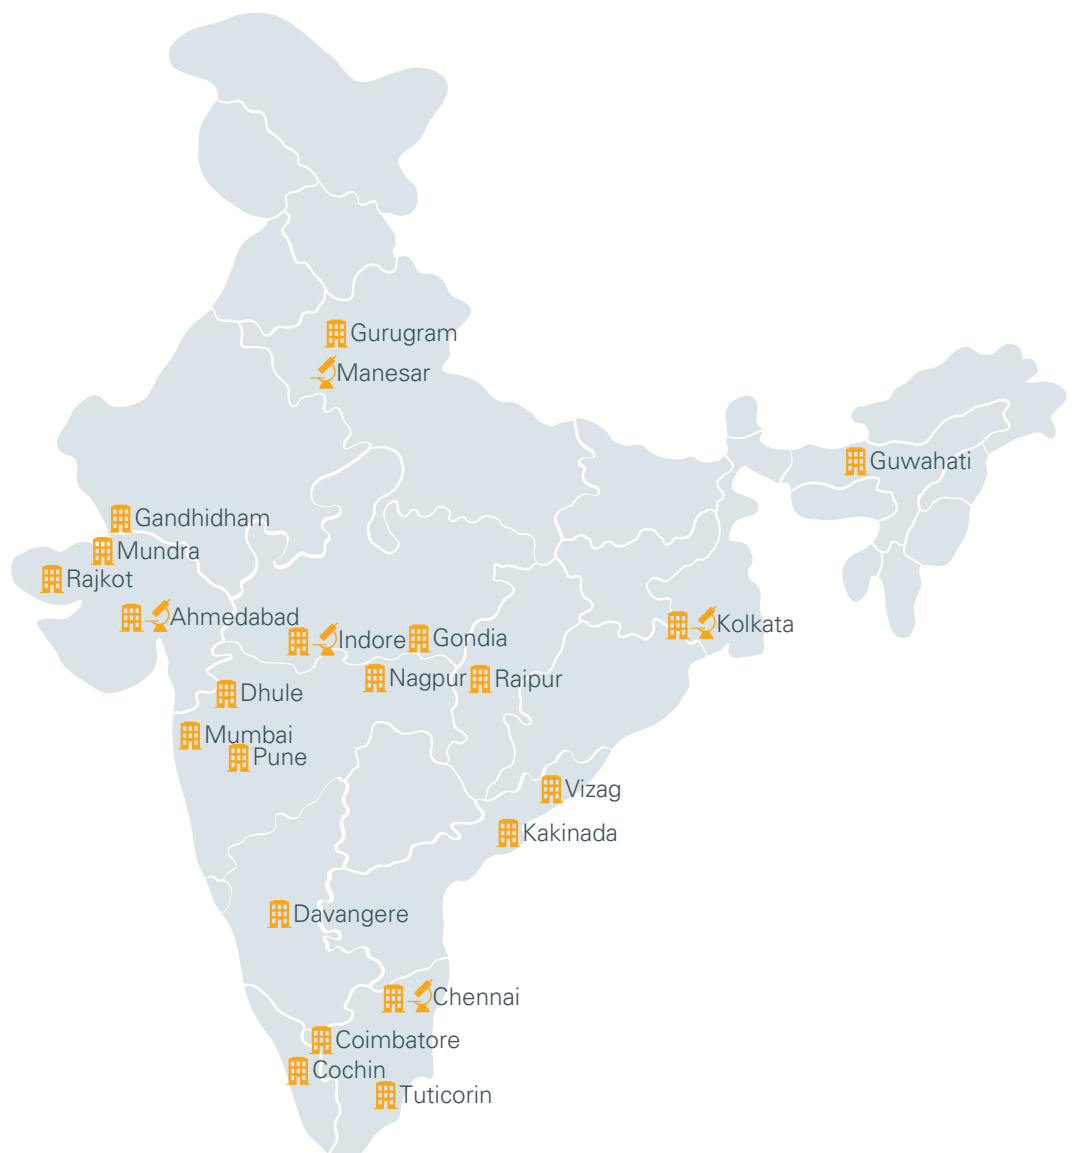 Gurugram
Manesar
Guwahati
Gandhidham
Mundra
Rajkot
Ahmedabad
Kolkata
Indore
Gondia
Nagpur
Raipur
Dhule
Mumbai
Pune
Vizag
Kakinada
Davangere
Chennai
Coimbatore
Cochin
Tuticorin